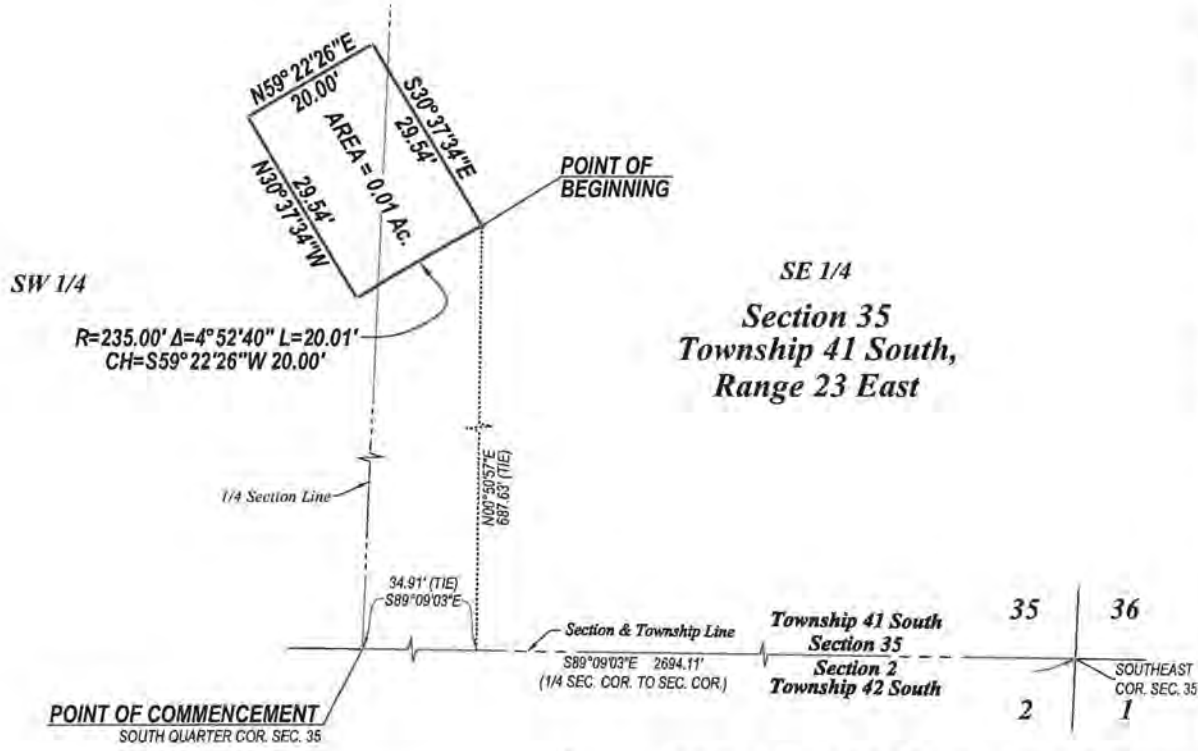 N59°22'26"E
20.00'
S30°37'34"E
29.54'
AREA = 0.01 Ac.
29.54'
N30°37'34"W
POINT OF
BEGINNING
SW 1/4
SE 1/4
Section 35
Township 41 South,
Range 23 East
R=235.00' Δ=4°52'40" L=20.01'
CH=S59°22'26"W 20.00'
1/4 Section Line
N00°50'57"E
687.63' (TIE)
34.91' (TIE)
S89°09'03"E
Section & Township Line
S89°09'03"E 2694.11'
(1/4 SEC. COR. TO SEC. COR.)
Township 41 South
Section 35
Section 2
Township 42 South
35
36
2
1
SOUTHEAST
COR. SEC. 35
POINT OF COMMENCEMENT
SOUTH QUARTER COR. SEC. 35